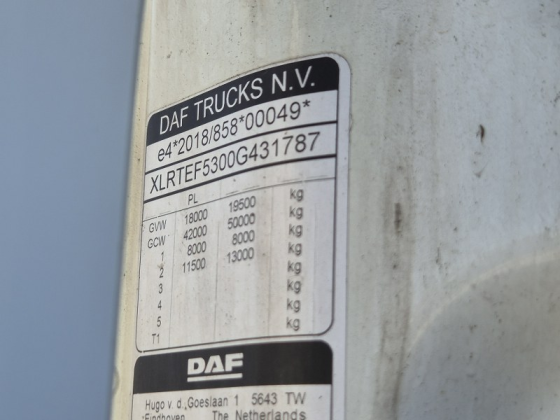 DAF TRUCKS N.V.
e4*2018/858*00049*
XLRTEF5300G431787
PL
GVW 18000 19500 kg
GCW 42000 50000 kg
1 8000 8000 kg
2 11500 13000 kg
3 kg
4 kg
5 kg
T1 kg
DAF
Hugo v. d. Goeslaan 1 5643 TW
Eindhoven The Netherlands